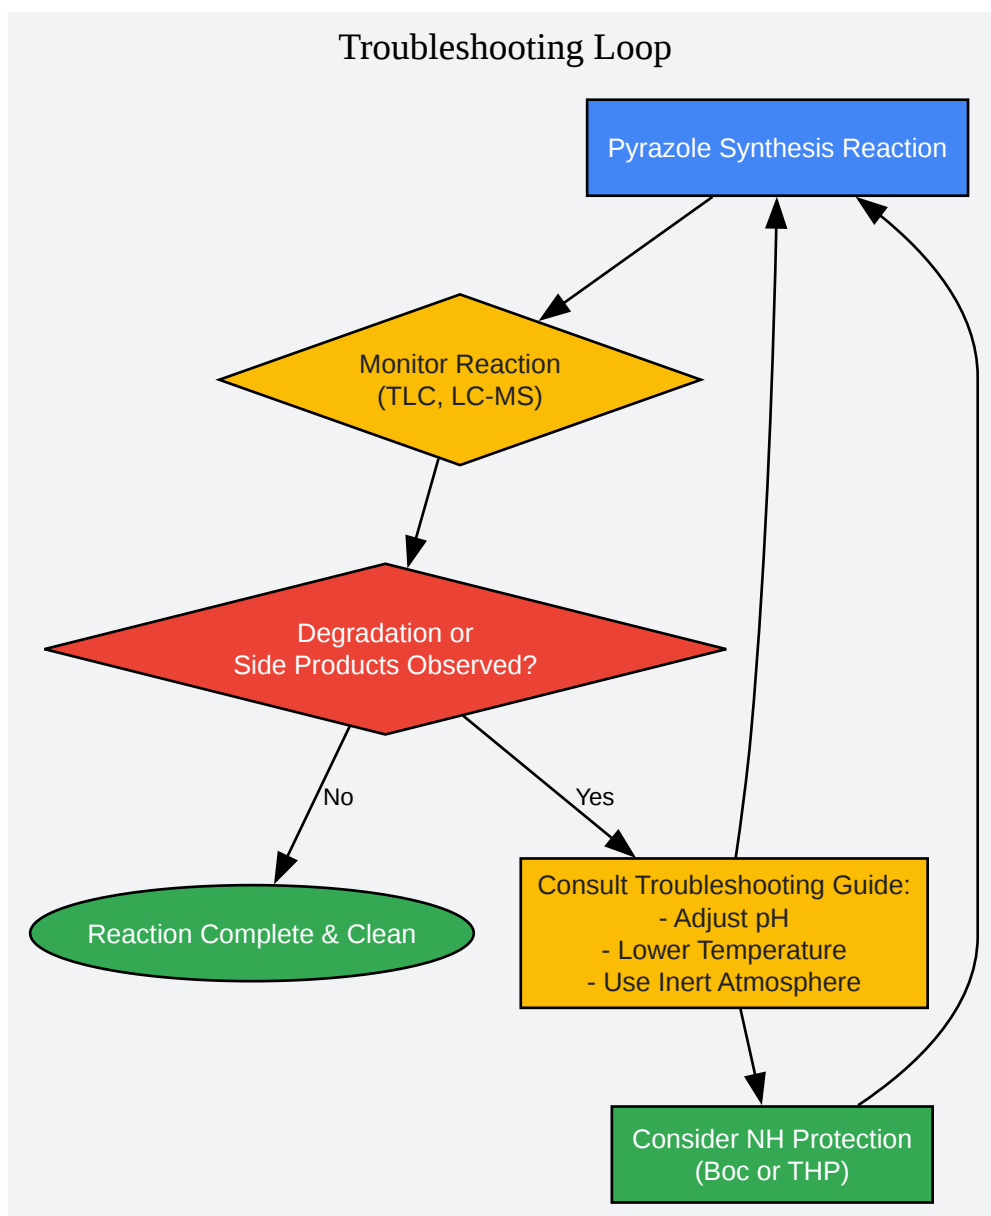 Troubleshooting Loop
Pyrazole Synthesis Reaction
Monitor Reaction
(TLC, LC-MS)
Degradation or
Side Products Observed?
No
Yes
Consult Troubleshooting Guide:
- Adjust pH
- Lower Temperature
- Use Inert Atmosphere
Reaction Complete & Clean
Consider NH Protection
(Boc or THP)